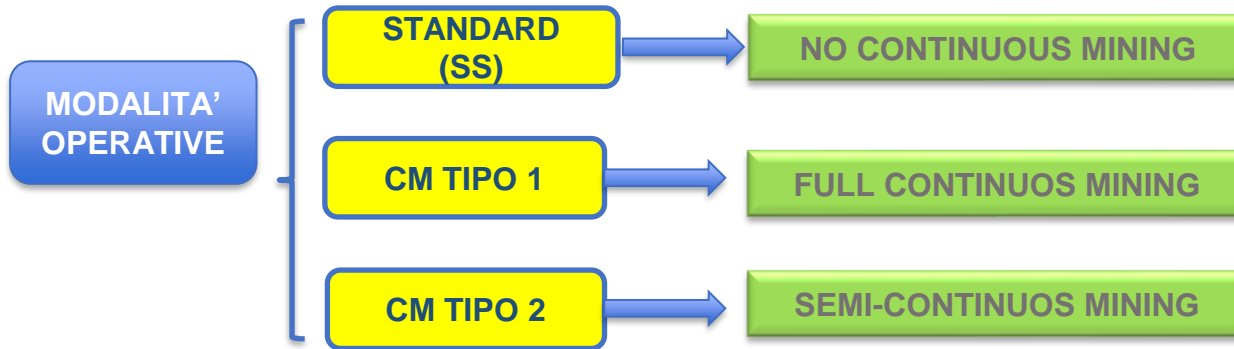 MODALITA’
OPERATIVE
STANDARD
(SS)
NO CONTINUOUS MINING
CM TIPO 1
FULL CONTINUOS MINING
CM TIPO 2
SEMI-CONTINUOS MINING